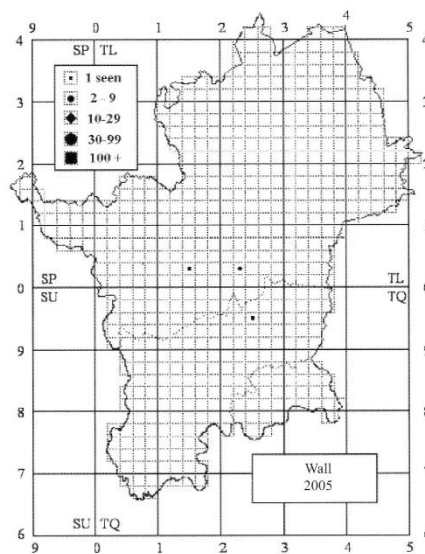 9 0 1 2 3 4 5
SP TL
1 seen
2 – 9
10-29
30-99
100 +
4
3
2
1
SP TL
0
SU TQ
9
8
7
6
SU TQ
9 0 1 2 3 4 5
Wall
2005